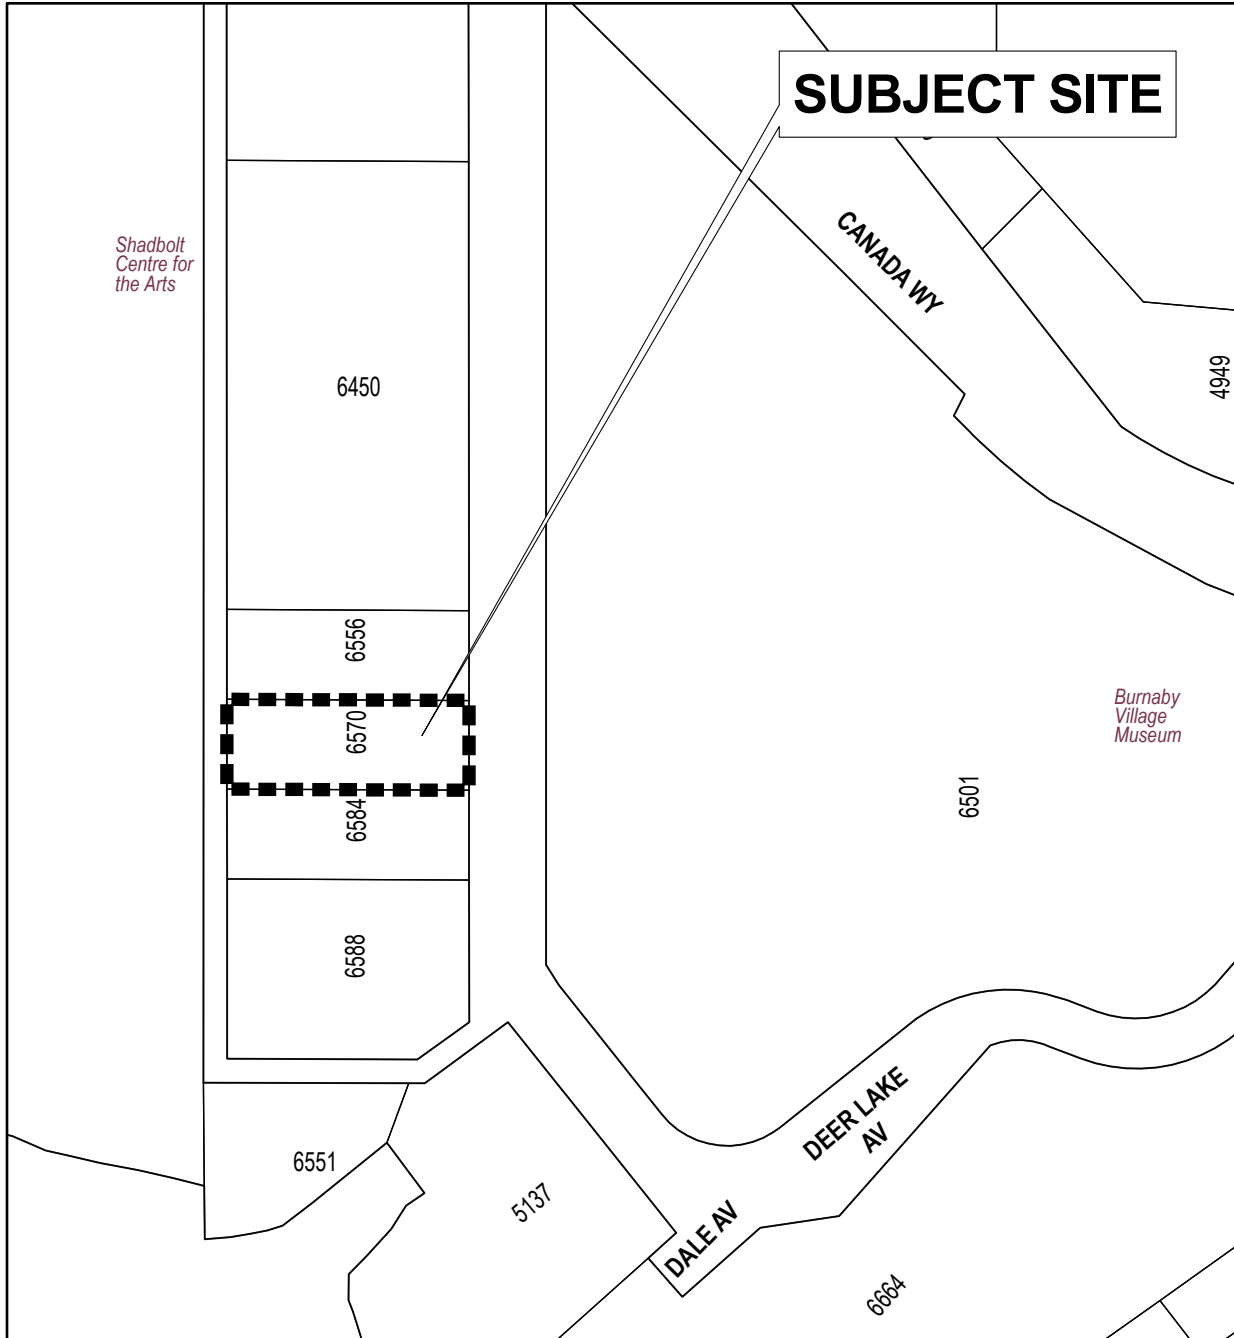 SUBJECT SITE
CANADA WY
Shadbolt
Centre for
the Arts
6450
4949
6556
6570
6584
6588
Burnaby
Village
Museum
6501
DEER LAKE
AV
6551
5137
DALE AV
6664